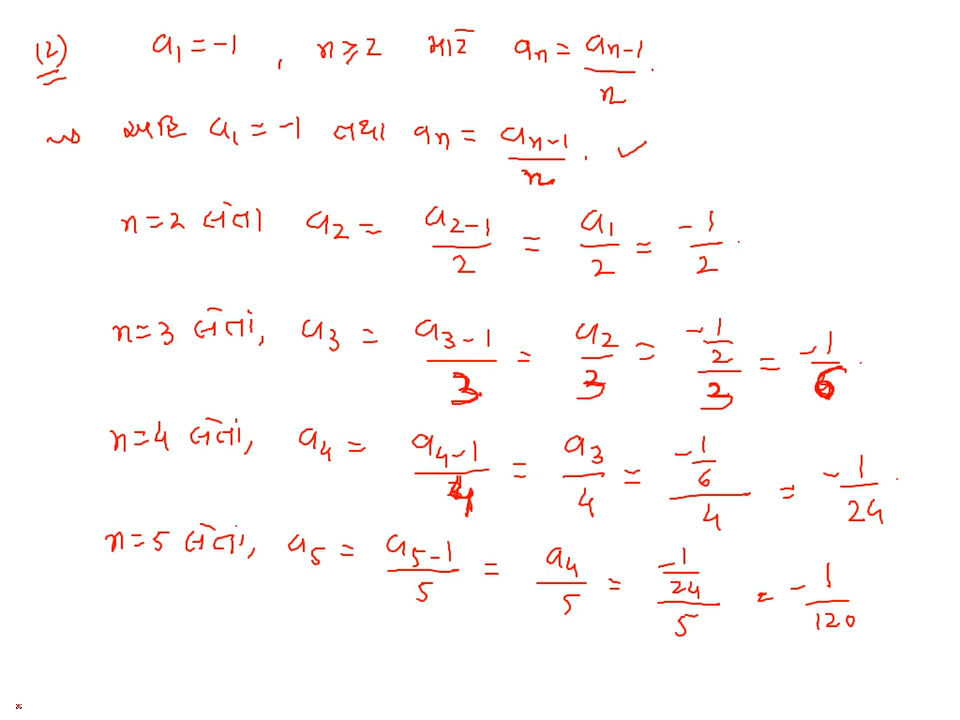 (2) a₁ = -1 , n ≥ 2 માટે aₙ = aₙ₋₁/n .
⇝ અહિં a₁ = -1 તથા aₙ = aₙ₋₁/n . ✓
n=2 લેતાં a₂ = a₂₋₁/2 = a₁/2 = -1/2 .
n=3 લેતાં, a₃ = a₃₋₁/3 = a₂/3 = (-1/2)/3 = -1/6 .
n=4 લેતાં, a₄ = a₄₋₁/4 = a₃/4 = (-1/6)/4 = -1/24 .
n=5 લેતાં, a₅ = a₅₋₁/5 = a₄/5 = (-1/24)/5 = -1/120